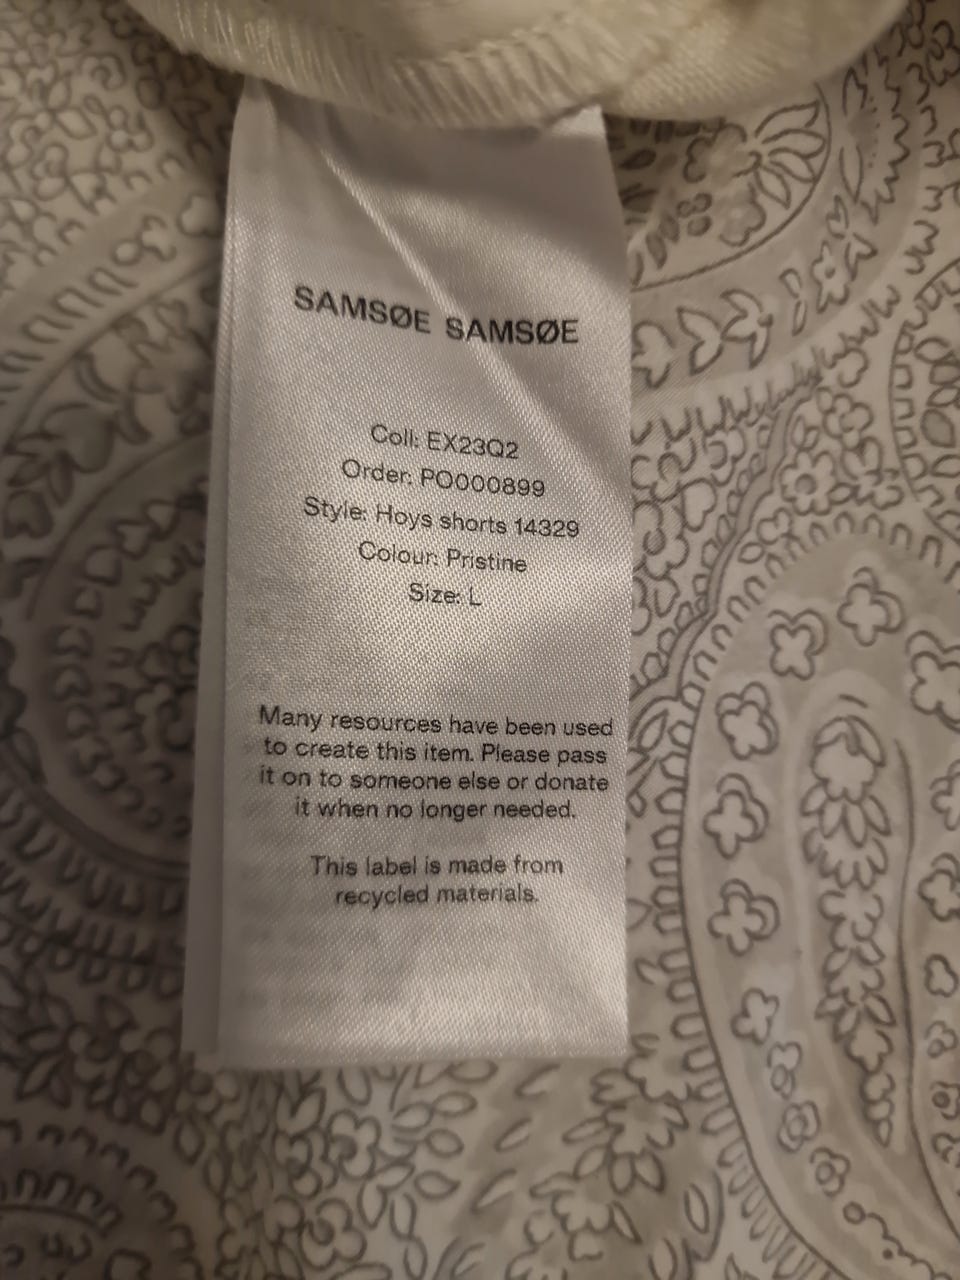 SAMSØE SAMSØE
Coll: EX23Q2
Order: PO000899
Style: Hoys shorts 14329
Colour: Pristine
Size: L
Many resources have been used
to create this item. Please pass
it on to someone else or donate
it when no longer needed.
This label is made from
recycled materials.